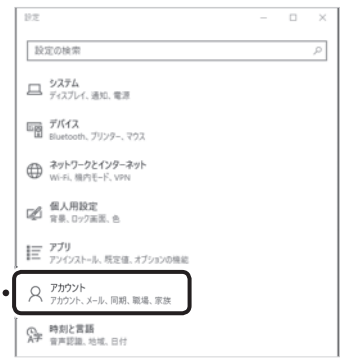 設定
設定の検索
システム
ディスプレイ、通知、電源
デバイス
Bluetooth、プリンター、マウス
ネットワークとインターネット
Wi-Fi、機内モード、VPN
個人用設定
背景、ロック画面、色
アプリ
アンインストール、既定値、オプションの機能
アカウント
アカウント、メール、同期、職場、家族
時刻と言語
音声認識、地域、日付